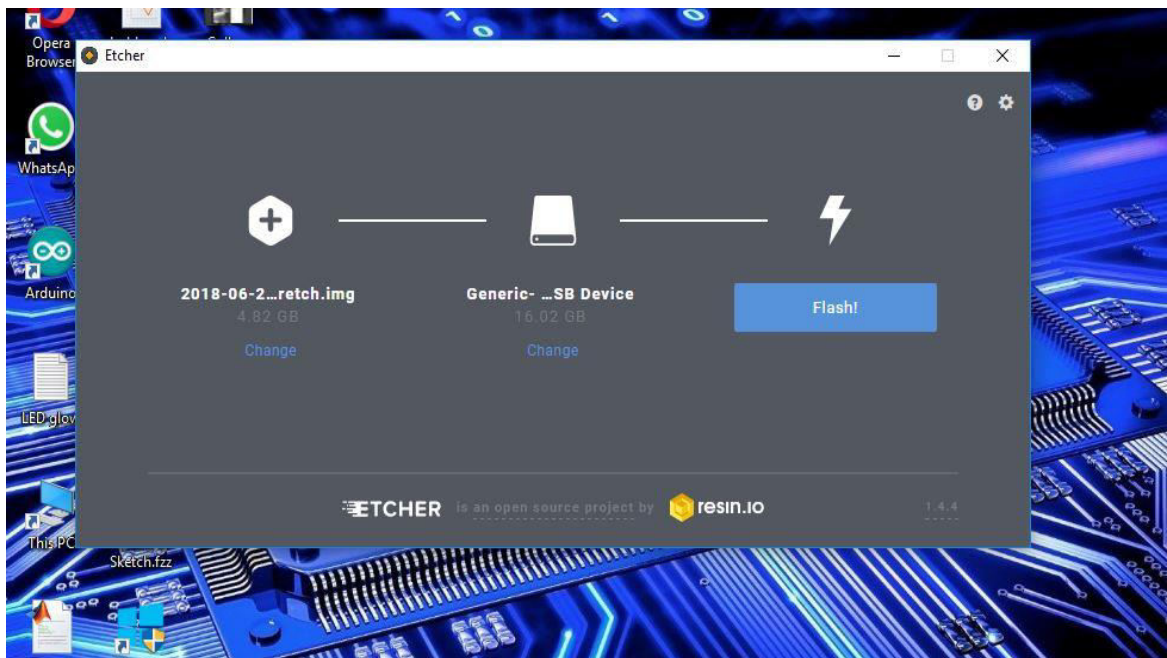 Opera
Browser
Etcher
WhatsAp
2018-06-2...retch.img
4.82 GB
Change
Generic- ...SB Device
16.02 GB
Change
Flash!
Arduino
LED glow
ETCHER is an open source project by resin.io
1.4.4
This PC
Sketch.fzz